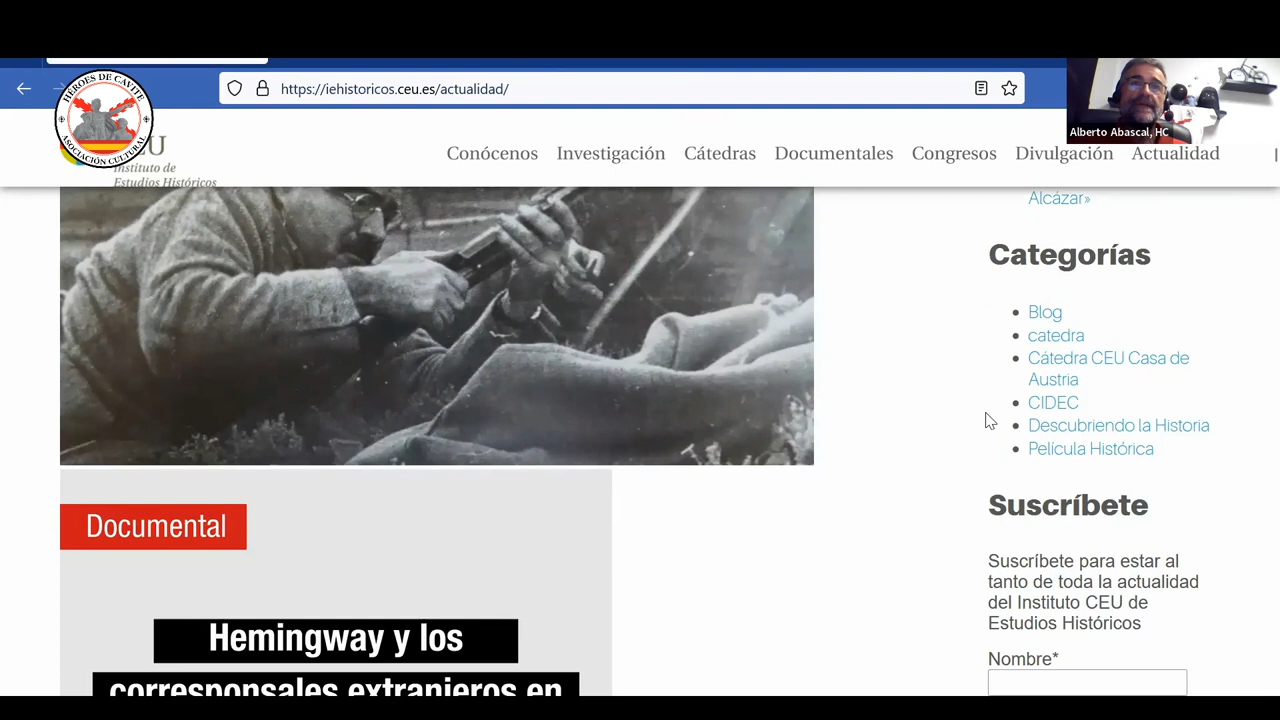 https://iehistoricos.ceu.es/actualidad/
HÉROES DE CAVITE
ASOCIACIÓN CULTURAL
Instituto de
Estudios Históricos
Conócenos Investigación Cátedras Documentales Congresos Divulgación Actualidad
Alberto Abascal, HC
Alcázar»
Categorías
Blog
catedra
Cátedra CEU Casa de
Austria
CIDEC
Descubriendo la Historia
Película Histórica
Documental
Hemingway y los
corresponsales extranjeros en
Suscríbete
Suscríbete para estar al
tanto de toda la actualidad
del Instituto CEU de
Estudios Históricos
Nombre*